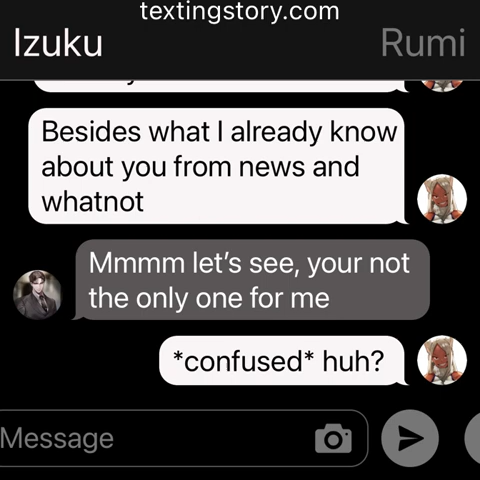 textingstory.com
Izuku Rumi
Besides what I already know
about you from news and
whatnot
Mmmm let's see, your not
the only one for me
*confused* huh?
Message